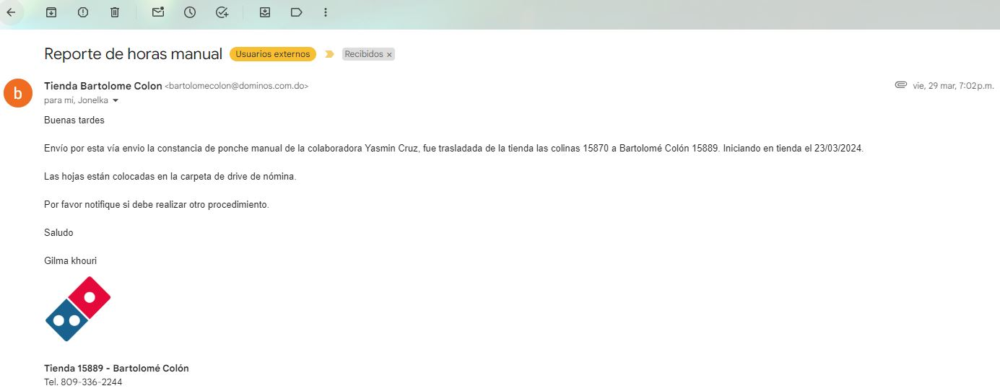 Reporte de horas manual Usuarios externos Recibidos ×
b
Tienda Bartolome Colon <bartolomecolon@dominos.com.do> vie, 29 mar, 7:02 p.m.
para mí, Jonelka
Buenas tardes
Envío por esta vía envio la constancia de ponche manual de la colaboradora Yasmin Cruz, fue trasladada de la tienda las colinas 15870 a Bartolomé Colón 15889. Iniciando en tienda el 23/03/2024.
Las hojas están colocadas en la carpeta de drive de nómina.
Por favor notifique si debe realizar otro procedimiento.
Saludo
Gilma khouri
Tienda 15889 - Bartolomé Colón
Tel. 809-336-2244